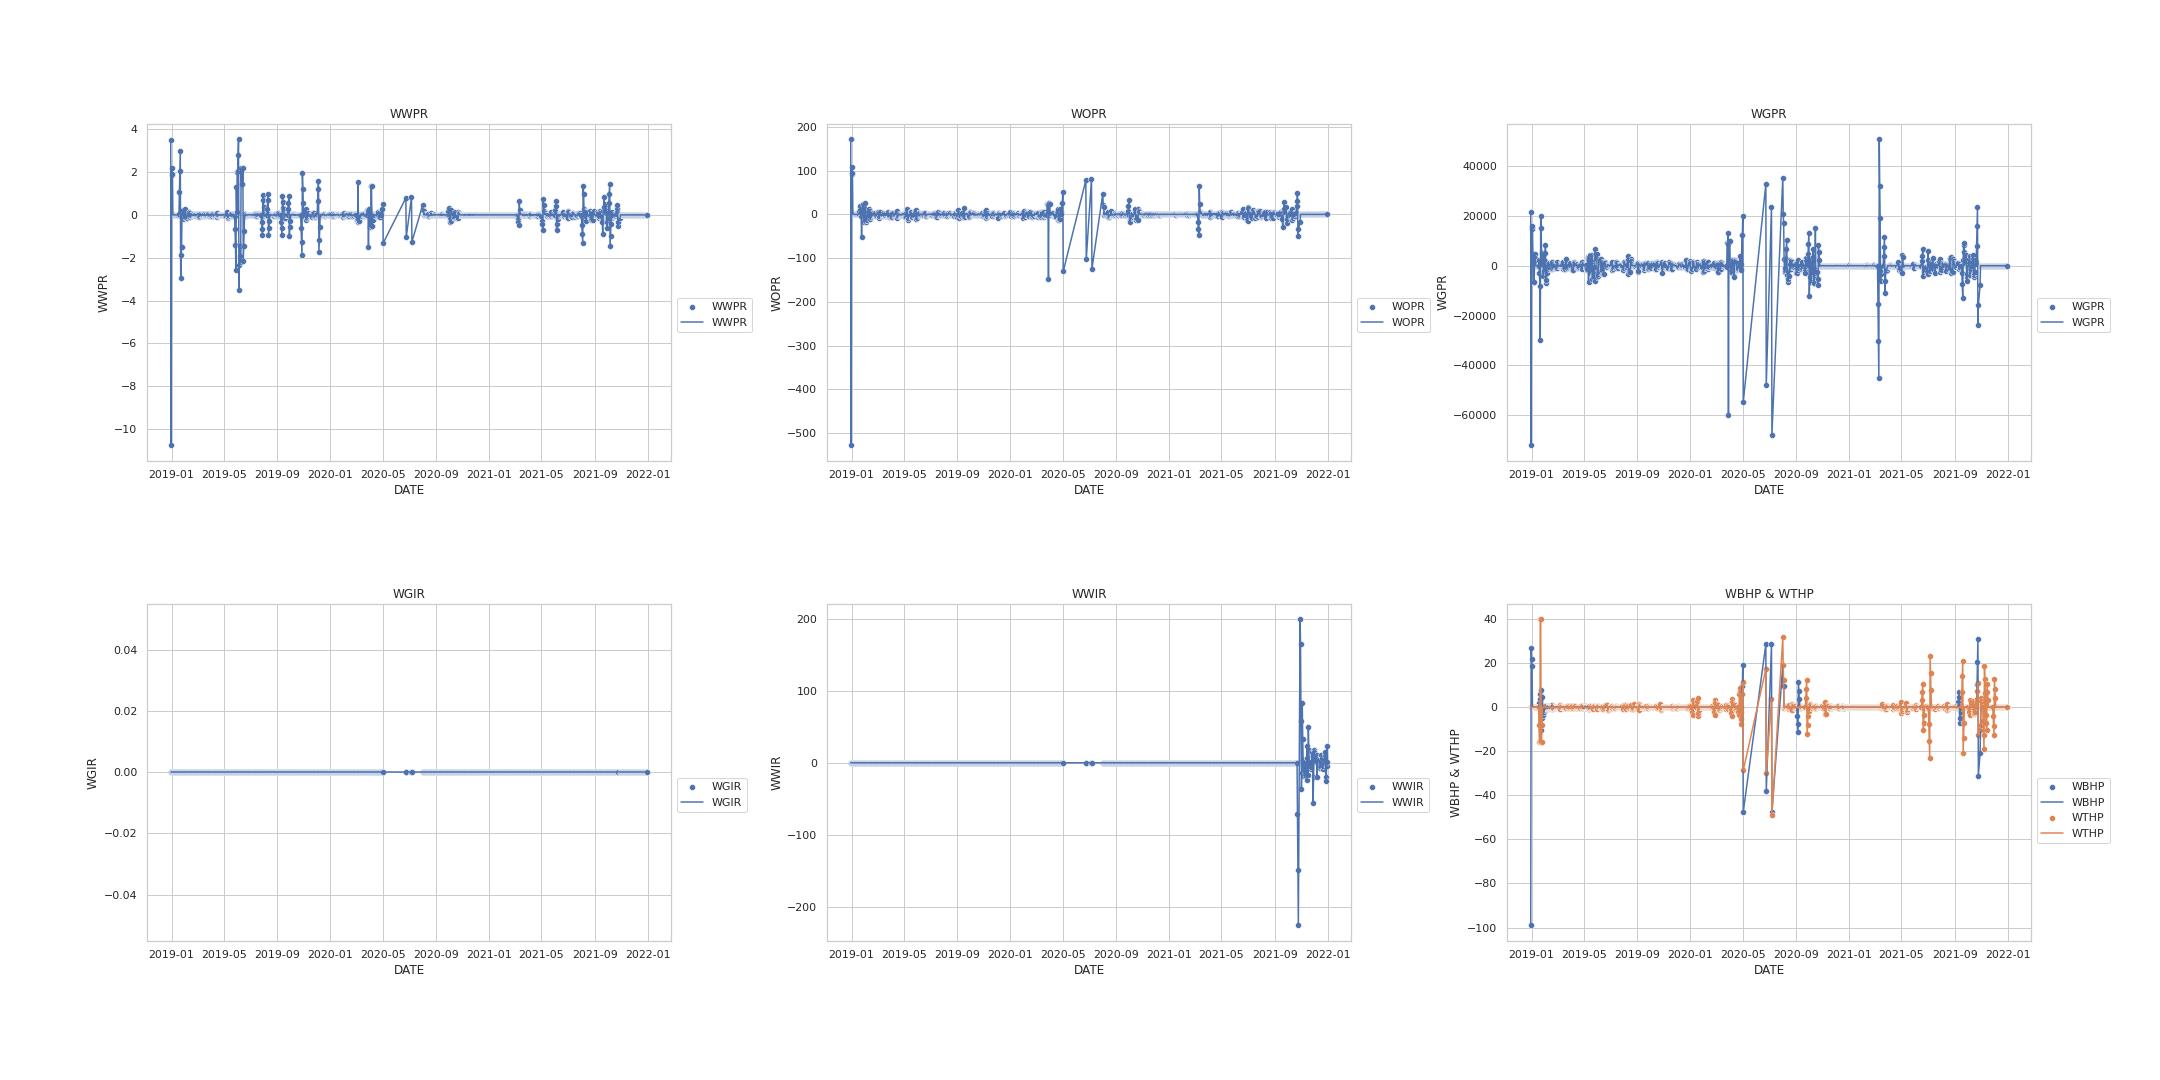 WWPR
4
2
0
−2
−4
−6
−8
−10
WWPR
2019-01 2019-05 2019-09 2020-01 2020-05 2020-09 2021-01 2021-05 2021-09 2022-01
DATE
WWPR
WWPR
WOPR
200
100
0
−100
−200
−300
−400
−500
WOPR
2019-01 2019-05 2019-09 2020-01 2020-05 2020-09 2021-01 2021-05 2021-09 2022-01
DATE
WOPR
WOPR
WGPR
40000
20000
0
−20000
−40000
−60000
WGPR
2019-01 2019-05 2019-09 2020-01 2020-05 2020-09 2021-01 2021-05 2021-09 2022-01
DATE
WGPR
WGPR
WGIR
0.04
0.02
0.00
−0.02
−0.04
WGIR
2019-01 2019-05 2019-09 2020-01 2020-05 2020-09 2021-01 2021-05 2021-09 2022-01
DATE
WGIR
WGIR
WWIR
200
100
0
−100
−200
WWIR
2019-01 2019-05 2019-09 2020-01 2020-05 2020-09 2021-01 2021-05 2021-09 2022-01
DATE
WWIR
WWIR
WBHP & WTHP
40
20
0
−20
−40
−60
−80
−100
WBHP & WTHP
2019-01 2019-05 2019-09 2020-01 2020-05 2020-09 2021-01 2021-05 2021-09 2022-01
DATE
WBHP
WBHP
WTHP
WTHP